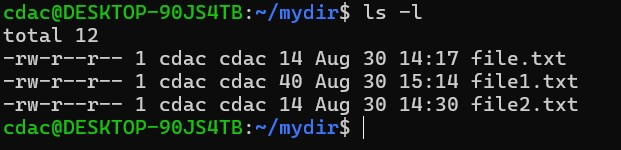 cdac@DESKTOP-90JS4TB:~/mydir$ ls -l
total 12
-rw-r--r-- 1 cdac cdac 14 Aug 30 14:17 file.txt
-rw-r--r-- 1 cdac cdac 40 Aug 30 15:14 file1.txt
-rw-r--r-- 1 cdac cdac 14 Aug 30 14:30 file2.txt
cdac@DESKTOP-90JS4TB:~/mydir$